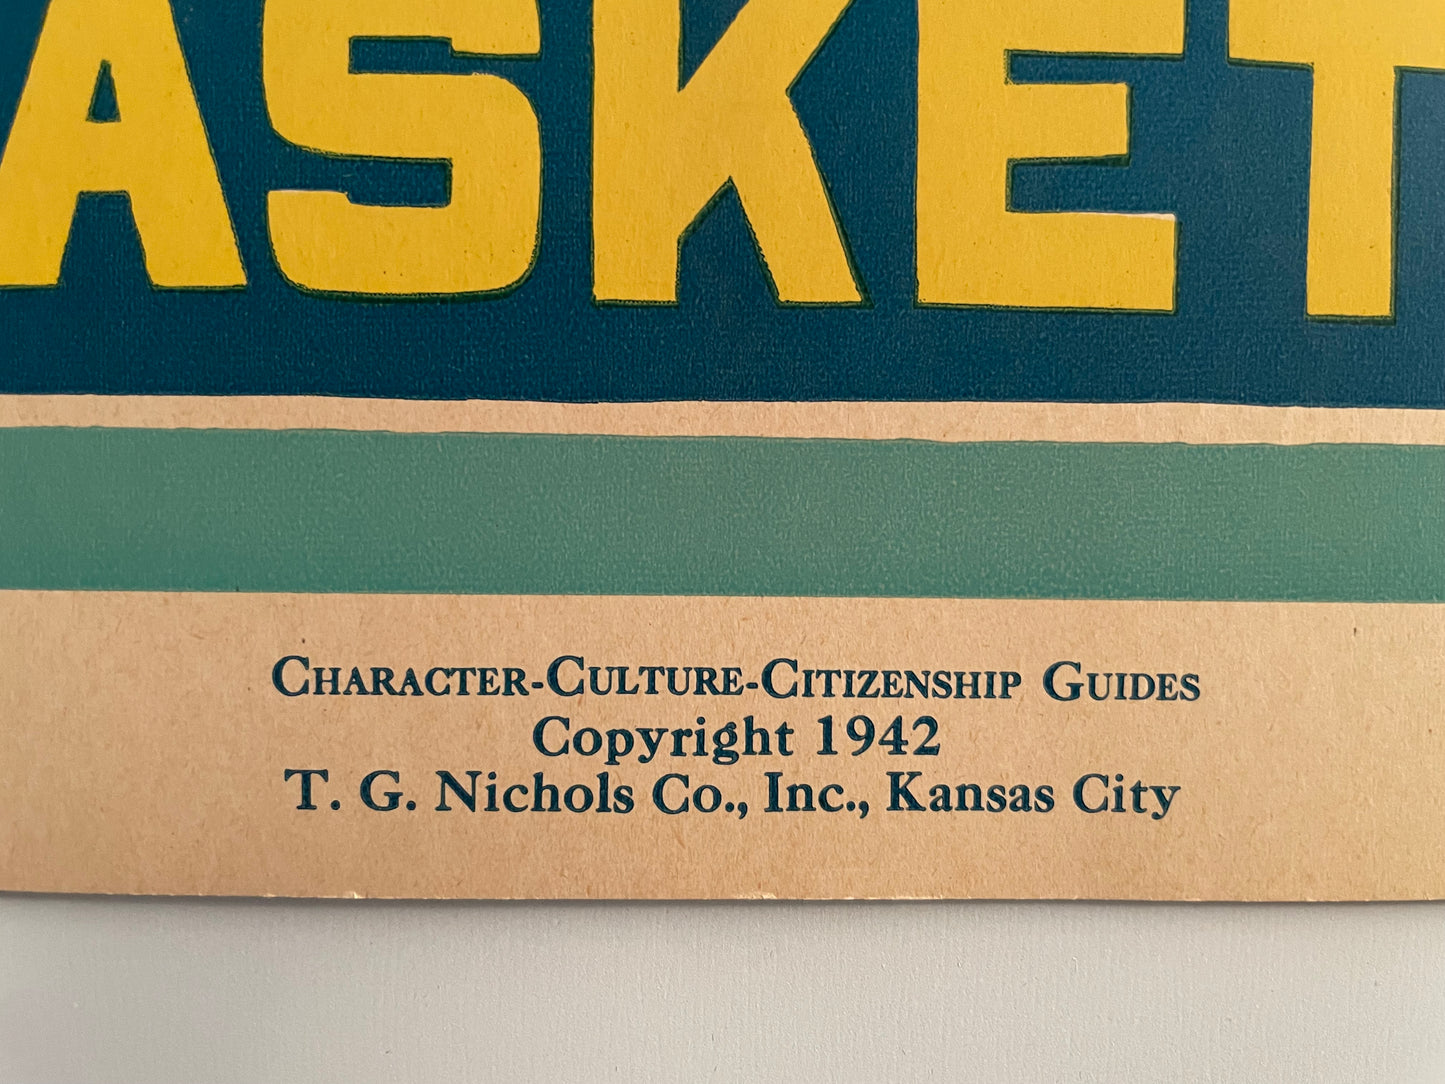 ASKET
CHARACTER-CULTURE-CITIZENSHIP GUIDES
Copyright 1942
T. G. Nichols Co., Inc., Kansas City